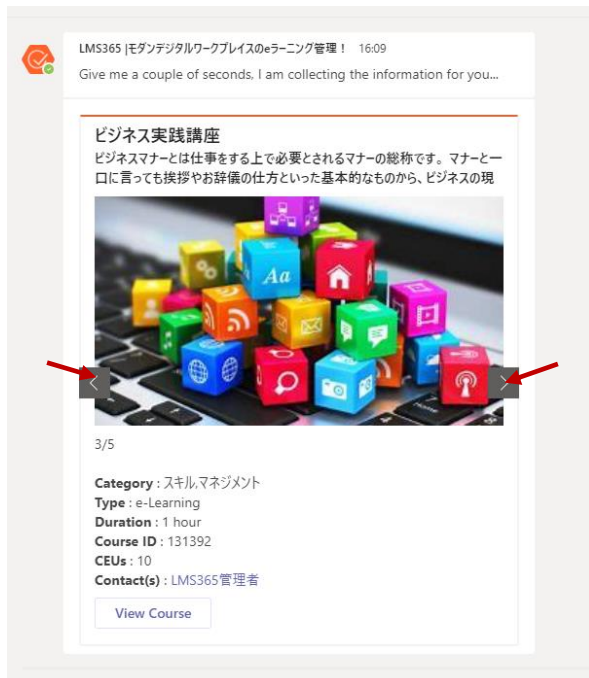 LMS365 |モダンデジタルワークプレイスのeラーニング管理！ 16:09
Give me a couple of seconds, I am collecting the information for you...
ビジネス実践講座
ビジネスマナーとは仕事をする上で必要とされるマナーの総称です。マナーと一
口に言っても挨拶やお辞儀の仕方といった基本的なものから、ビジネスの現
Aa
3/5
Category : スキル,マネジメント
Type : e-Learning
Duration : 1 hour
Course ID : 131392
CEUs : 10
Contact(s) : LMS365管理者
View Course